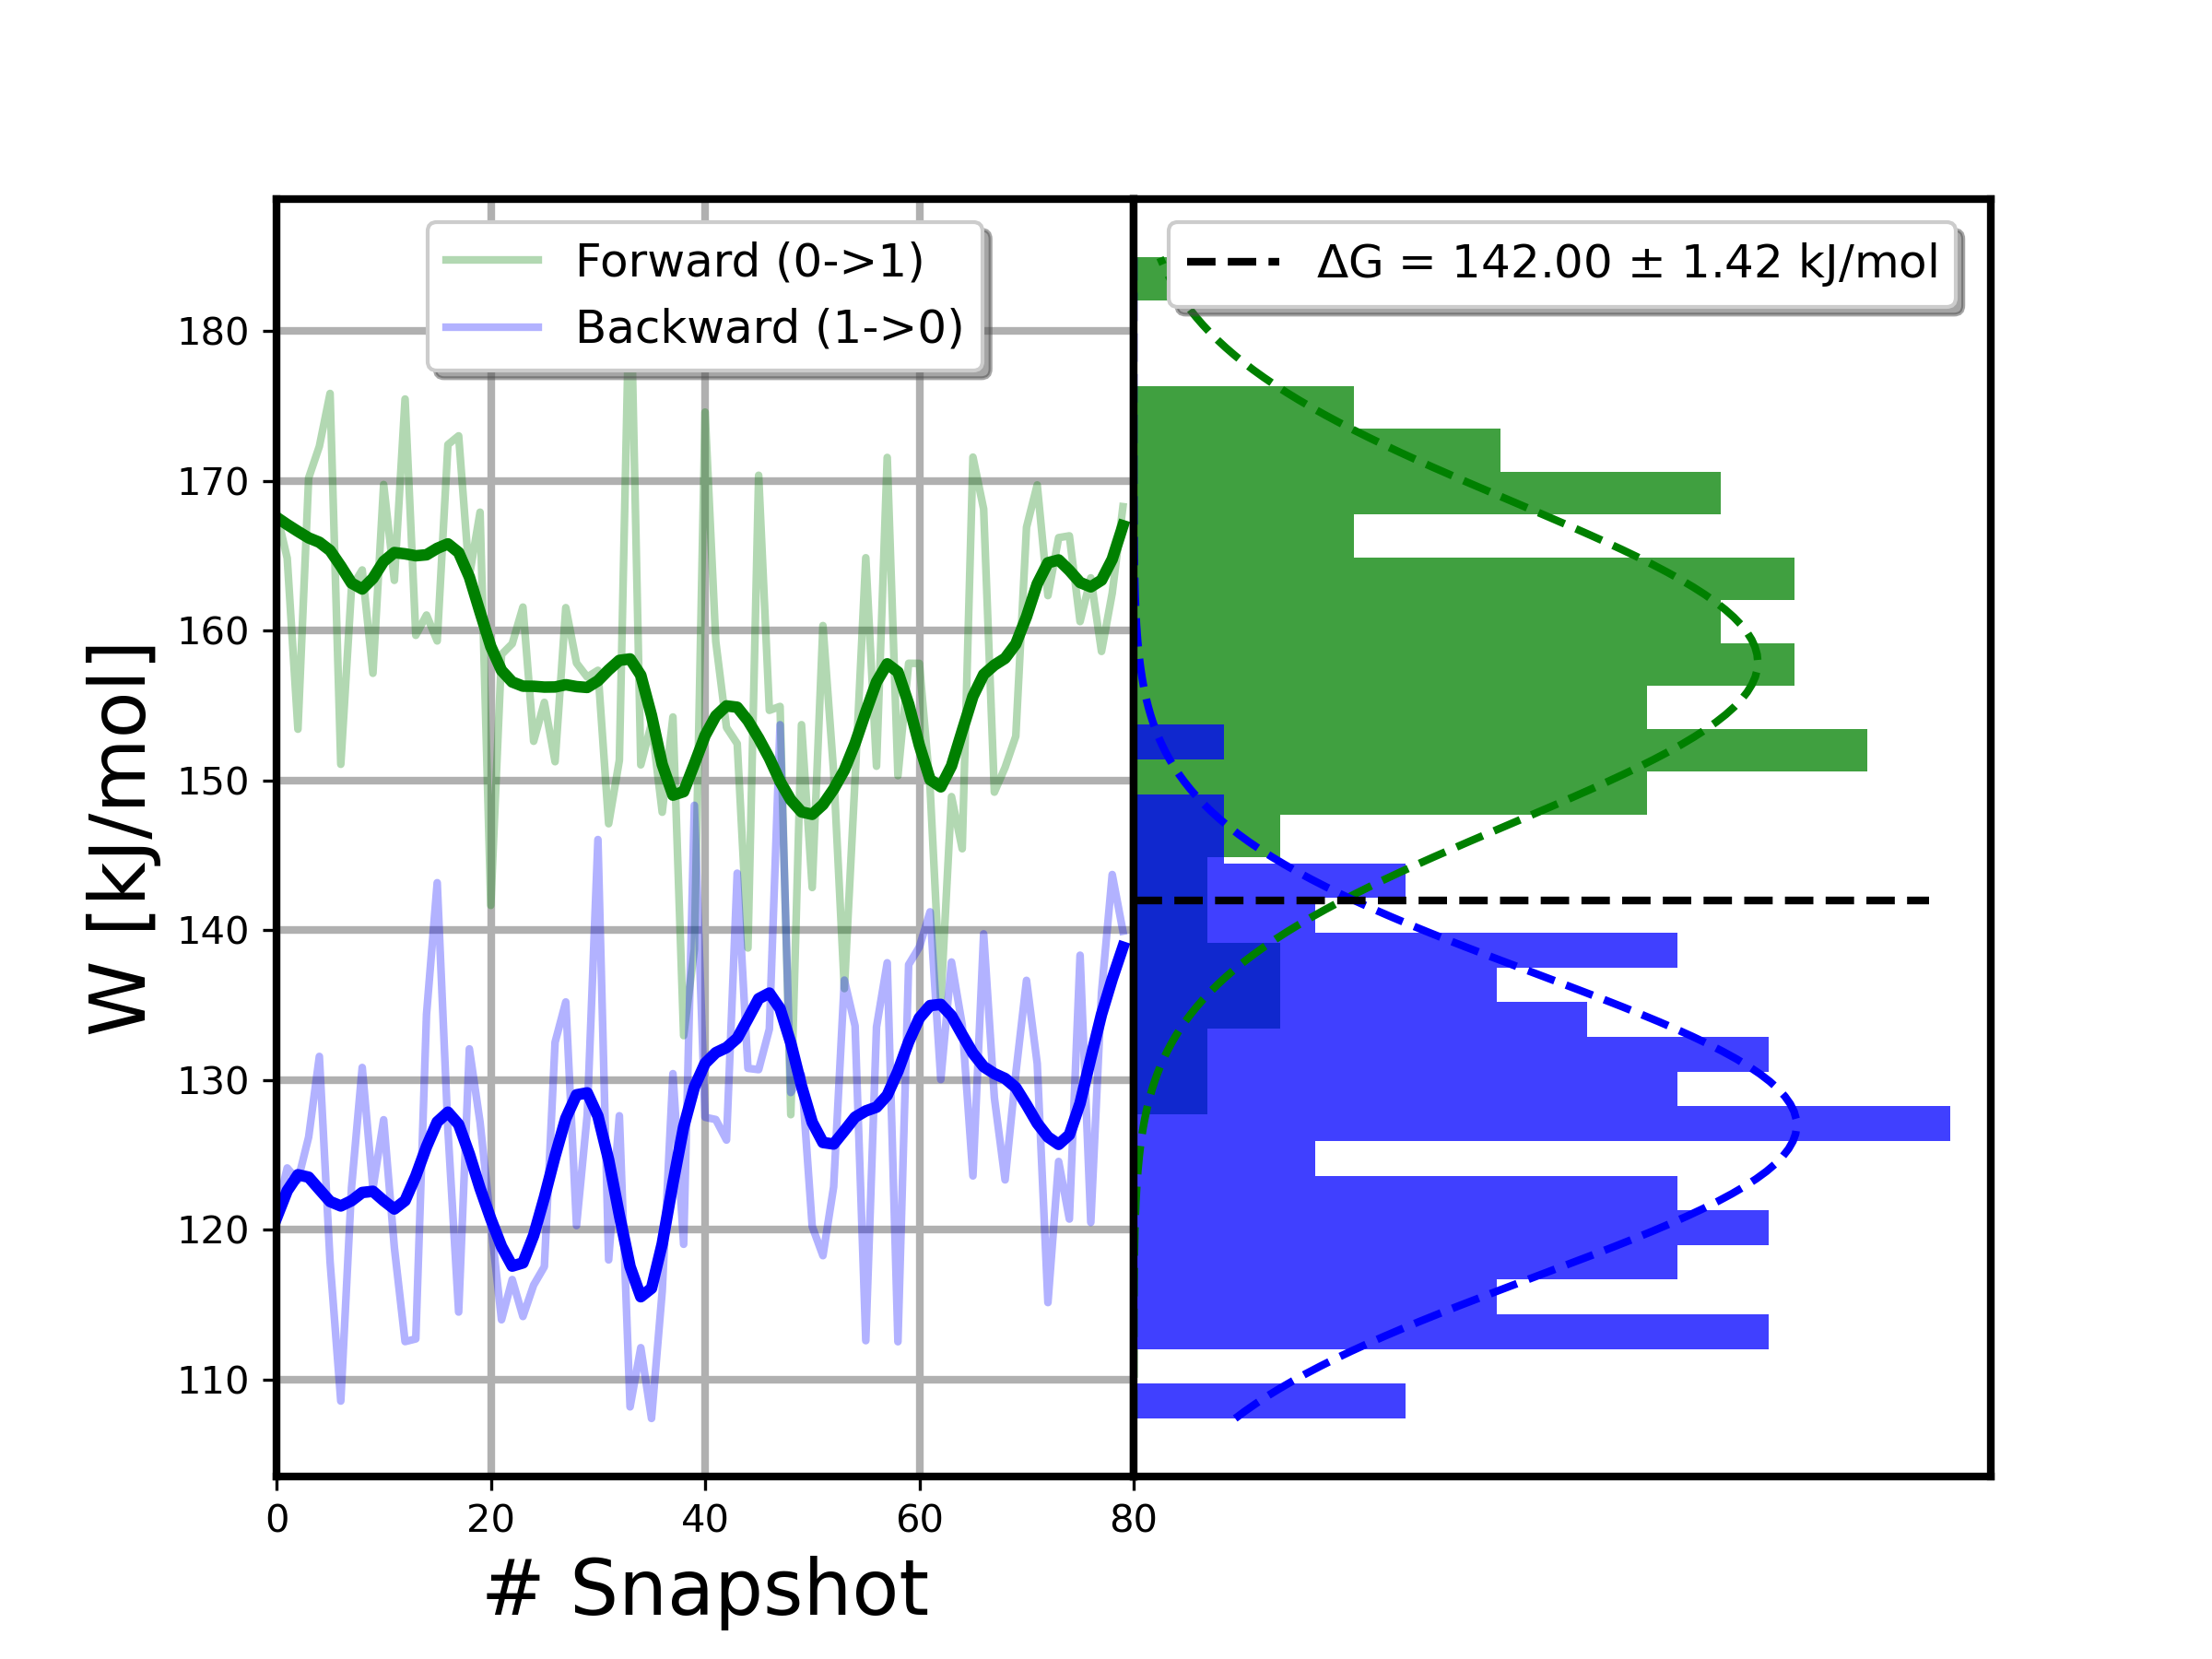 Forward (0->1)
Backward (1->0)
ΔG = 142.00 ± 1.42 kJ/mol
W [kJ/mol]
180
170
160
150
140
130
120
110
0 20 40 60 80
# Snapshot